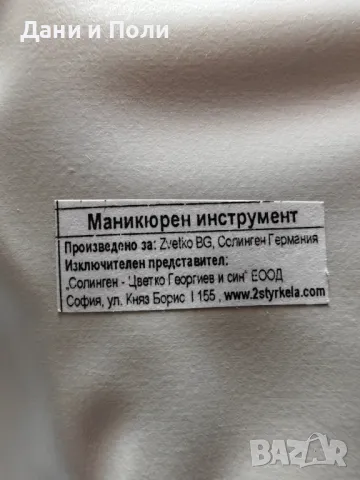 Дани и Поли
Маникюрен инструмент
Произведено за: Zvetko BG, Солинген Германия
Изключителен представител:
„Солинген - Цветко Георгиев и син" ЕООД
София, ул. Княз Борис I 155 , www.2styrkela.com
BAZAR
bg